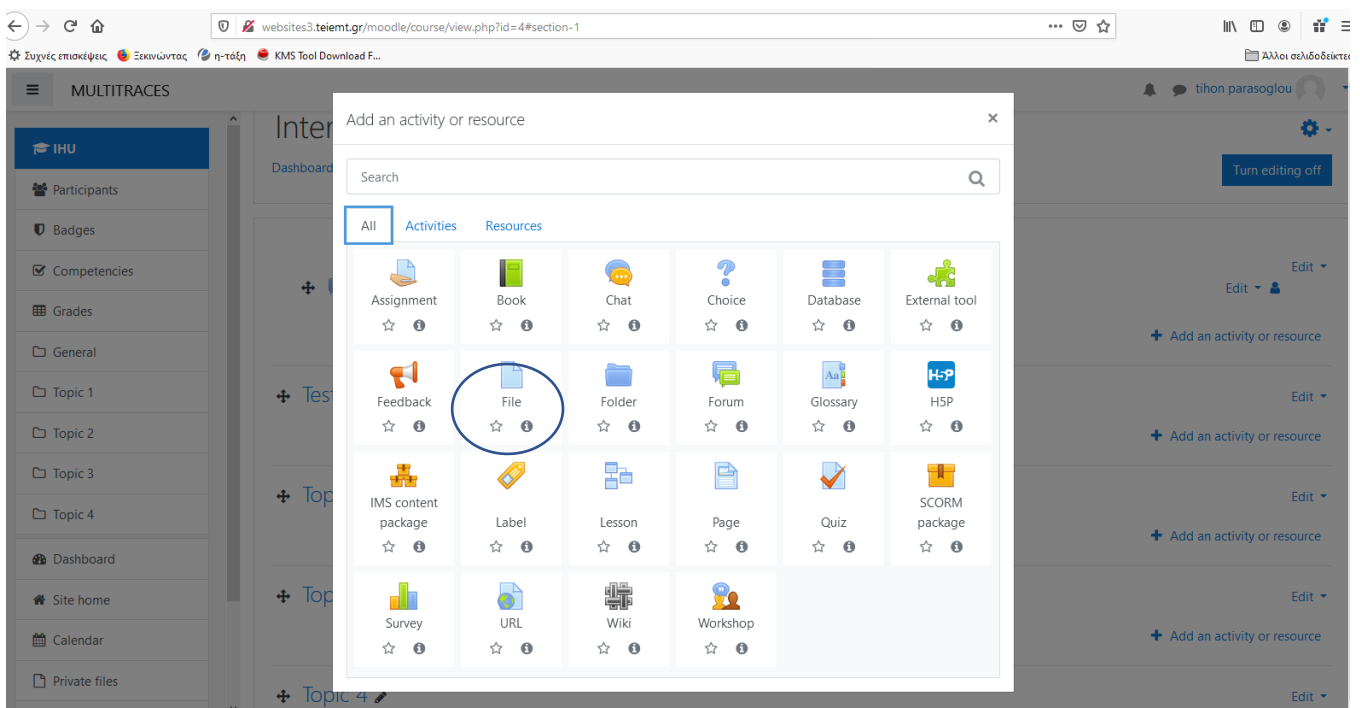 websites3.teiemt.gr/moodle/course/view.php?id=4#section-1
Συχνές επισκέψεις Ξεκινώντας η-τάξη KMS Tool Download F... Άλλοι σελιδοδείκτες
MULTITRACES tihon parasoglou
Add an activity or resource ×
Inter
IHU
Dashboard
Search
Turn editing off
Participants
All Activities Resources
Badges
Competencies
Edit
Edit
Assignment Book Chat Choice Database External tool
Grades
Add an activity or resource
General
Topic 1
Test
Edit
Feedback File Folder Forum Glossary H5P
Topic 2
Add an activity or resource
Topic 3
Top
Edit
IMS content package Label Lesson Page Quiz SCORM package
Topic 4
Add an activity or resource
Dashboard
Site home
Top
Edit
Survey URL Wiki Workshop
Calendar
Add an activity or resource
Private files
Topic 4
Edit